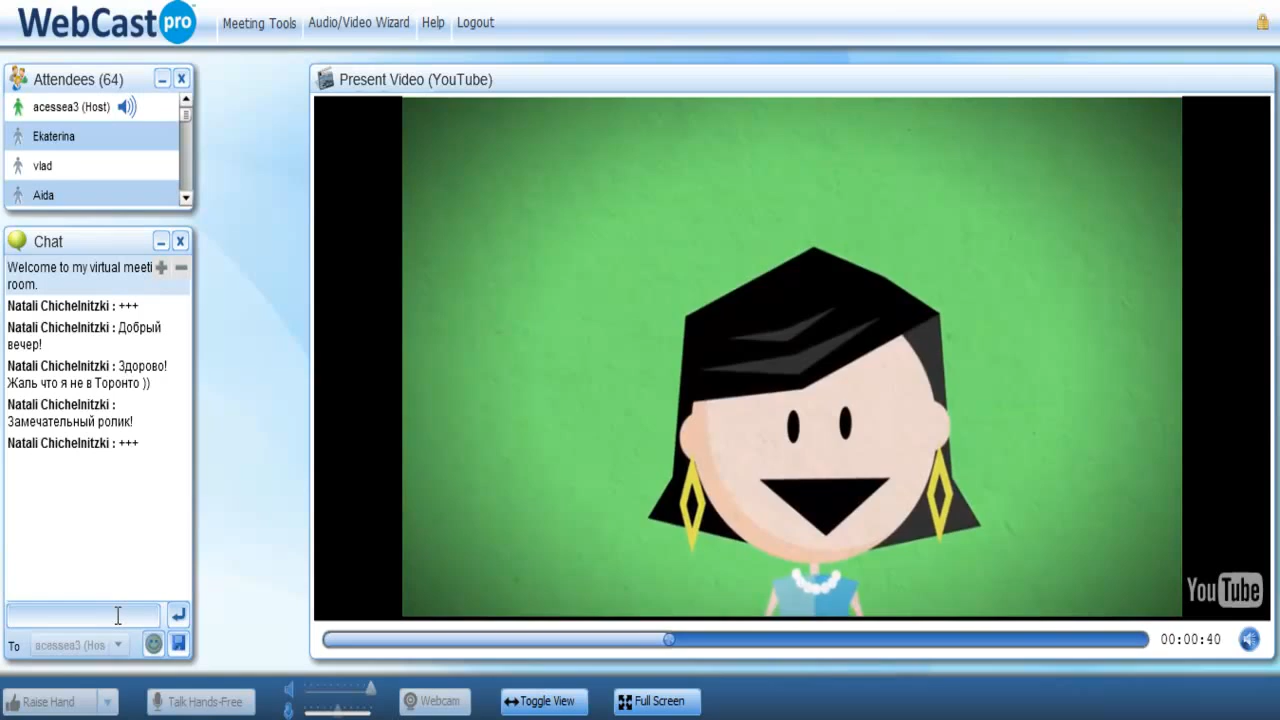 WebCast pro
Meeting Tools
Audio/Video Wizard
Help
Logout
Attendees (64)
acessea3 (Host)
Ekaterina
vlad
Aida
Chat
Welcome to my virtual meeti
room.
Natali Chichelnitzki : +++
Natali Chichelnitzki : Добрый
вечер!
Natali Chichelnitzki : Здорово!
Жаль что я не в Торонто ))
Natali Chichelnitzki :
Замечательный ролик!
Natali Chichelnitzki : +++
To acessea3 (Hos
Present Video (YouTube)
YouTube
00:00:40
Raise Hand
Talk Hands-Free
Webcam
Toggle View
Full Screen